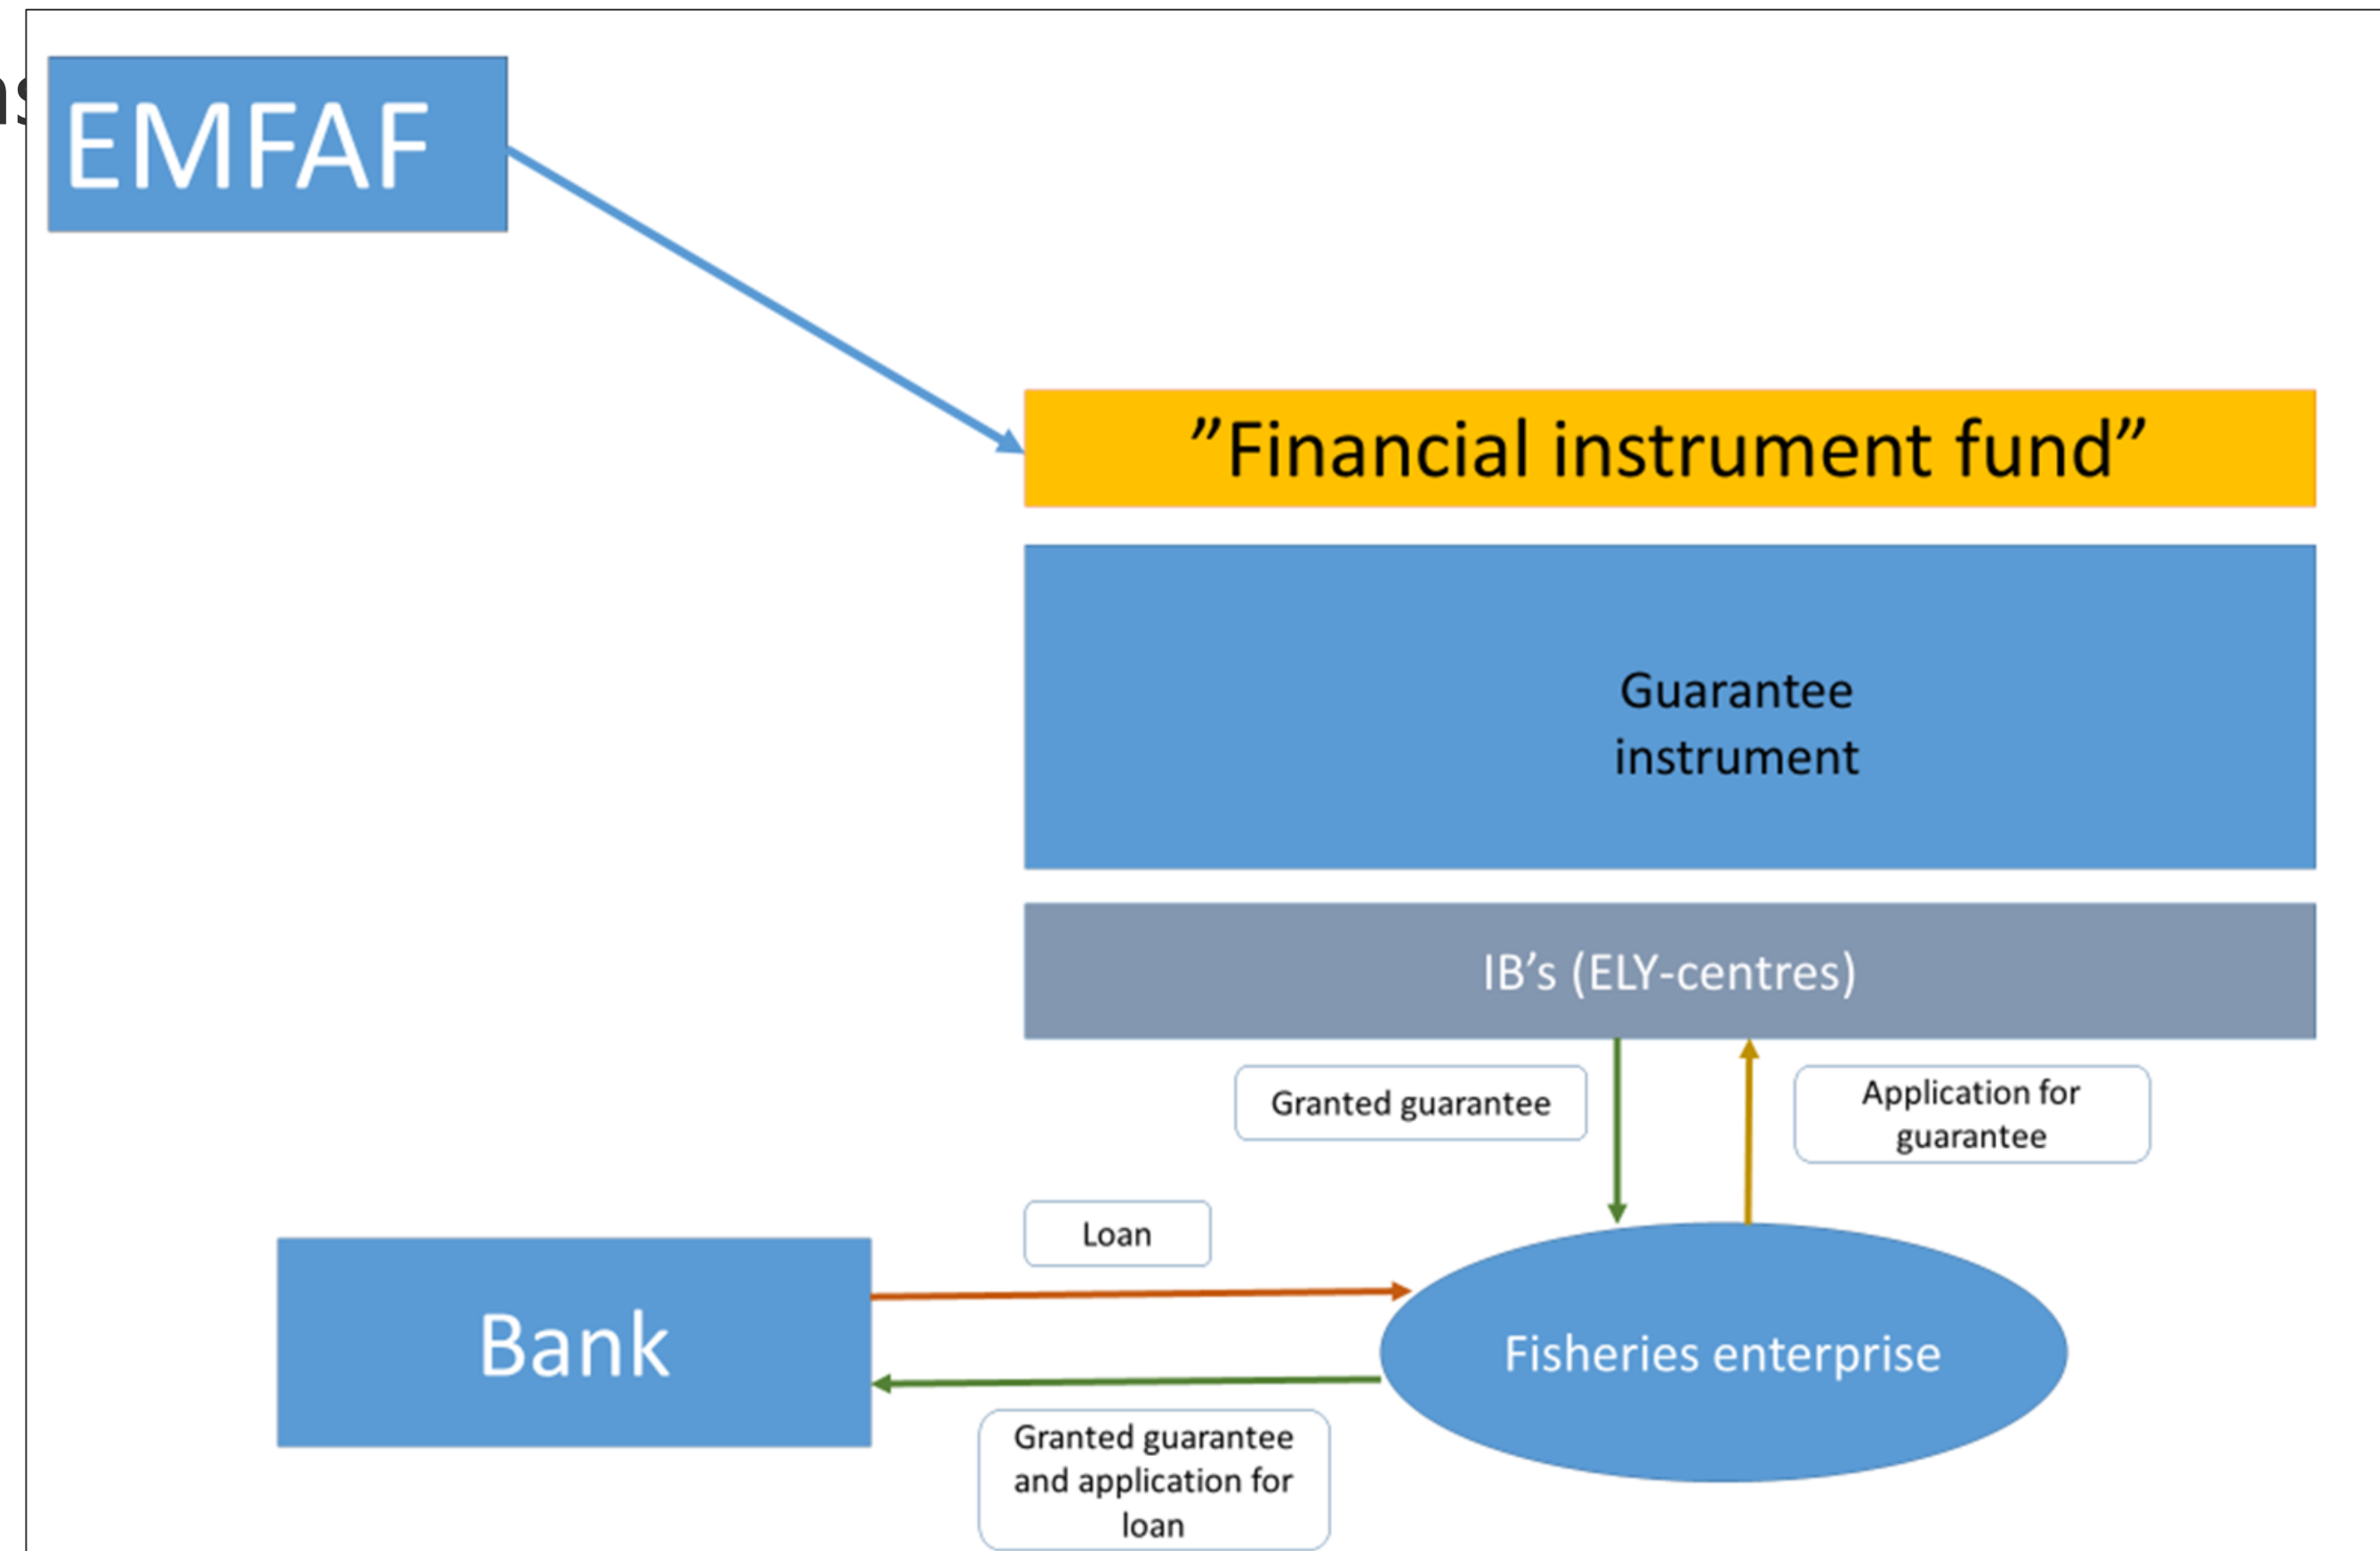 EMFAF
”Financial instrument fund”
Guarantee
instrument
IB’s (ELY-centres)
Granted guarantee
Application for
guarantee
Loan
Bank
Fisheries enterprise
Granted guarantee
and application for
loan